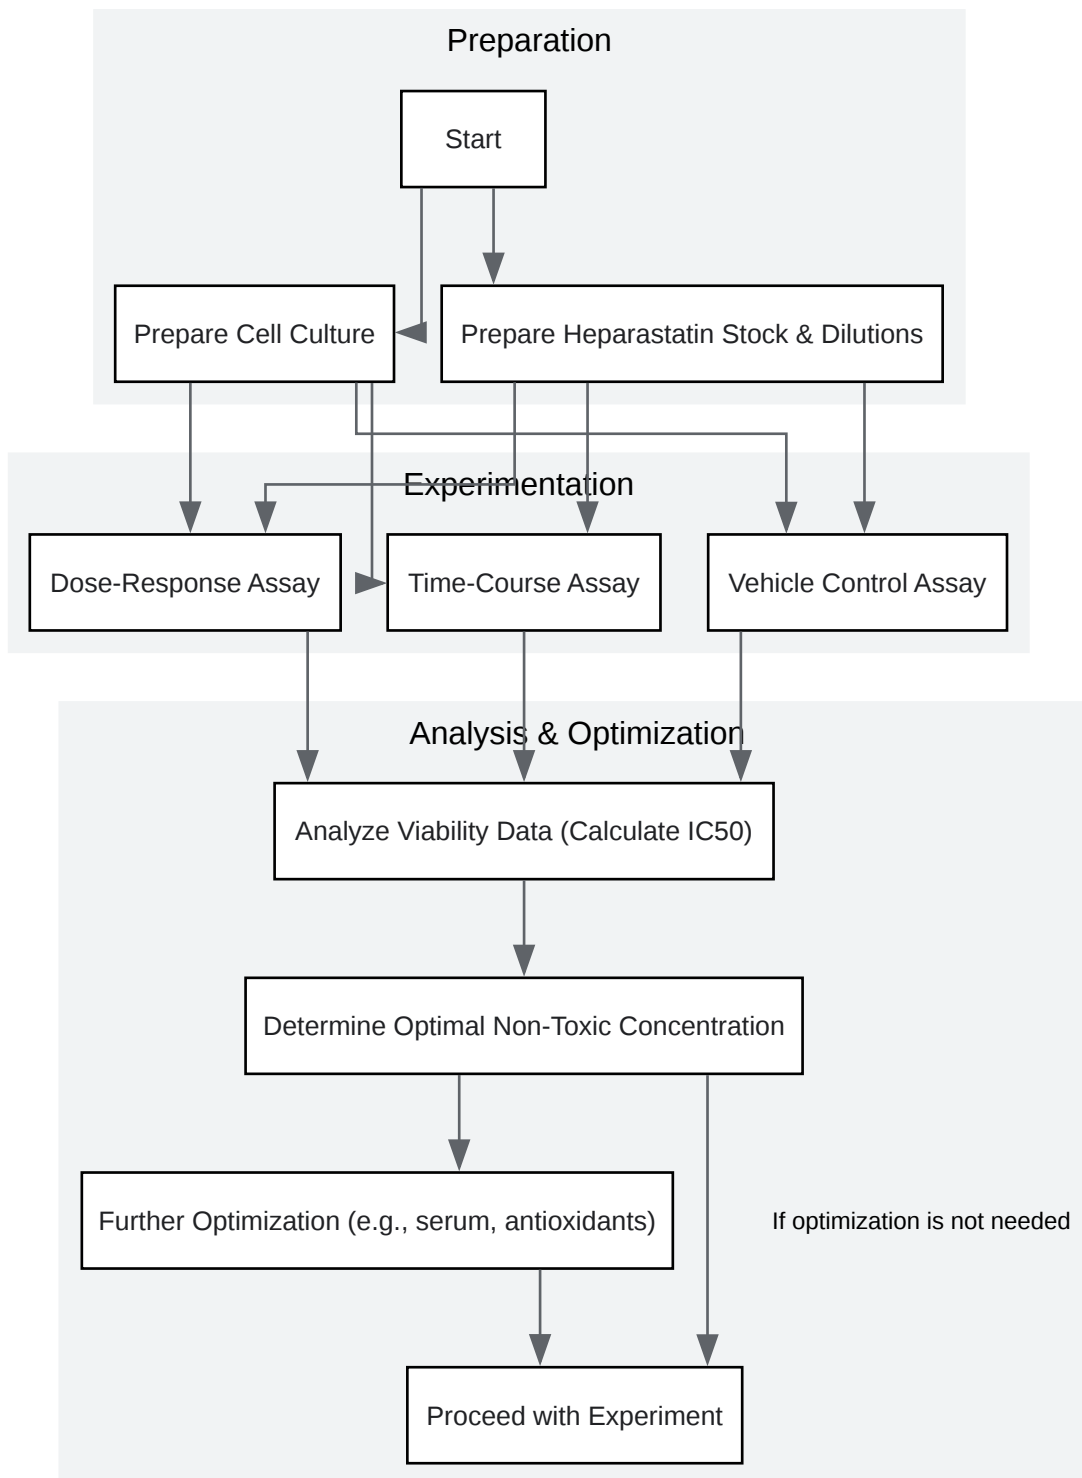 Preparation
Start
Prepare Cell Culture
Prepare Heparastatin Stock & Dilutions
Experimentation
Dose-Response Assay
Time-Course Assay
Vehicle Control Assay
Analysis & Optimization
Analyze Viability Data (Calculate IC50)
Determine Optimal Non-Toxic Concentration
Further Optimization (e.g., serum, antioxidants)
If optimization is not needed
Proceed with Experiment